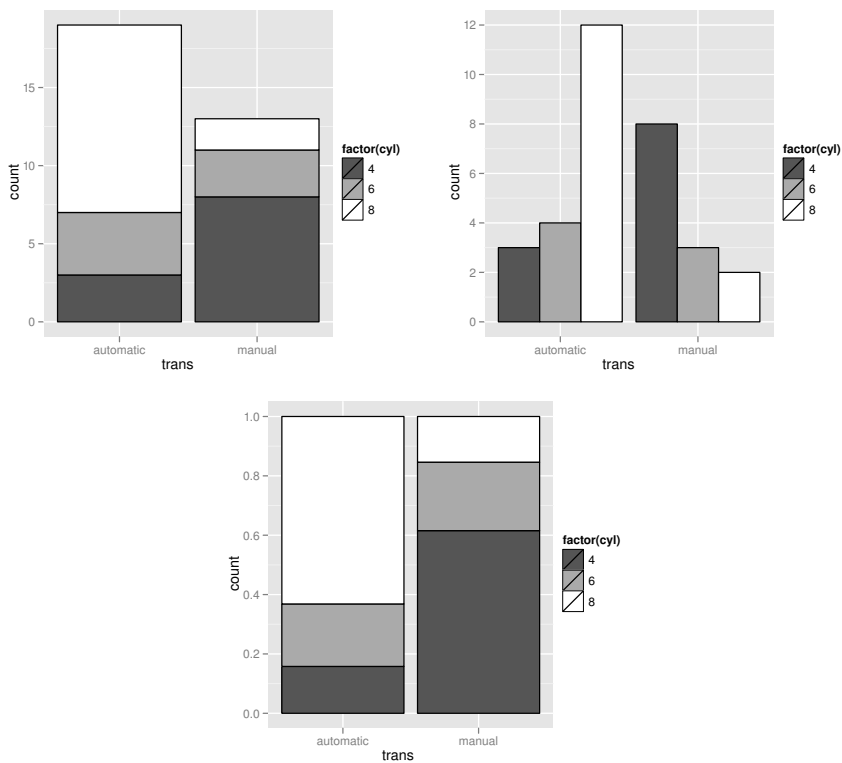 15
10
5
0
count
automatic manual
trans
factor(cyl)
4
6
8
12
10
8
6
4
2
0
count
automatic manual
trans
factor(cyl)
4
6
8
1.0
0.8
0.6
0.4
0.2
0.0
count
automatic manual
trans
factor(cyl)
4
6
8